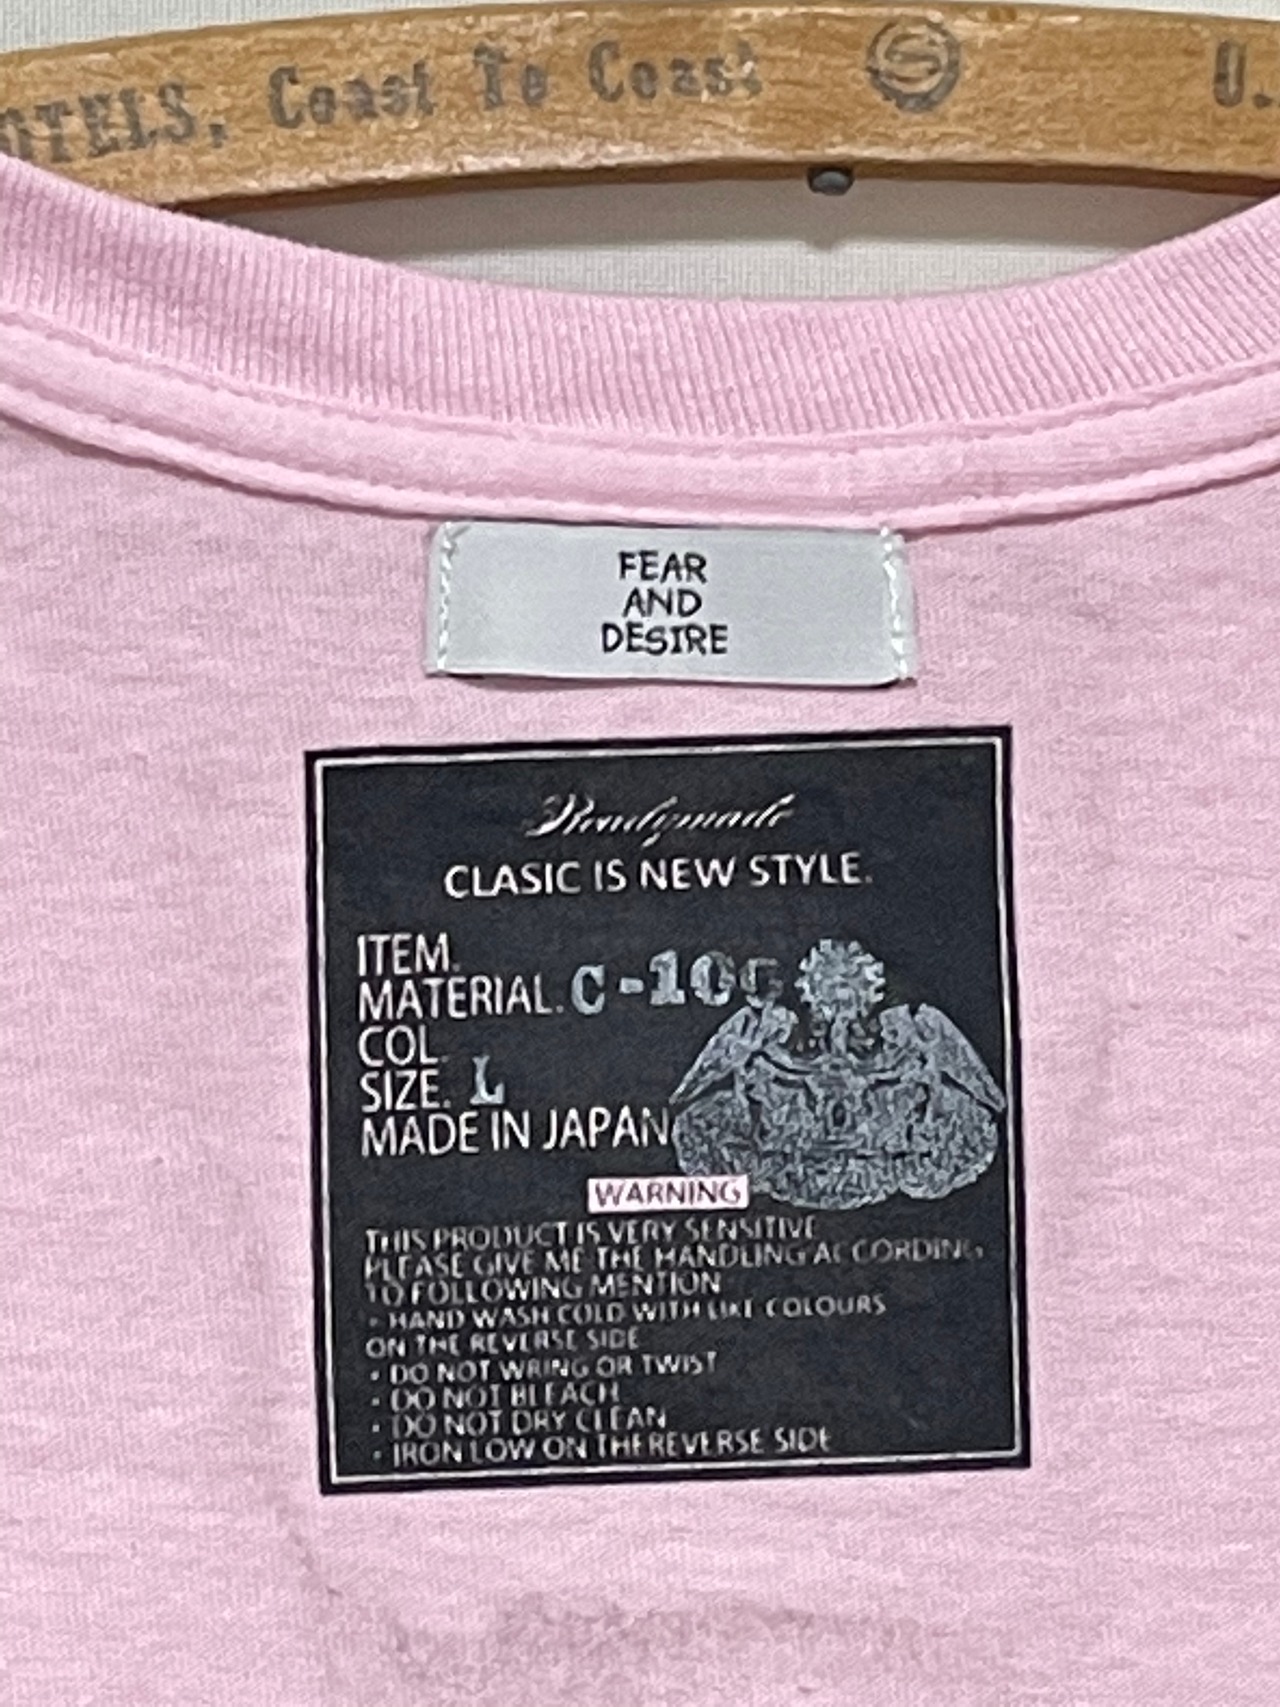 OTELS, Coast To Coast
FEAR
AND
DESIRE
Readymade
CLASIC IS NEW STYLE.
ITEM.
MATERIAL. C-100
COL.
SIZE. L
MADE IN JAPAN
WARNING
THIS PRODUCT IS VERY SENSITIVE
PLEASE GIVE ME THE HANDLING ACCORDING
TO FOLLOWING MENTION
• HAND WASH COLD WITH LIKE COLOURS
ON THE REVERSE SIDE
• DO NOT WRING OR TWIST
• DO NOT BLEACH
• DO NOT DRY CLEAN
• IRON LOW ON THE REVERSE SIDE